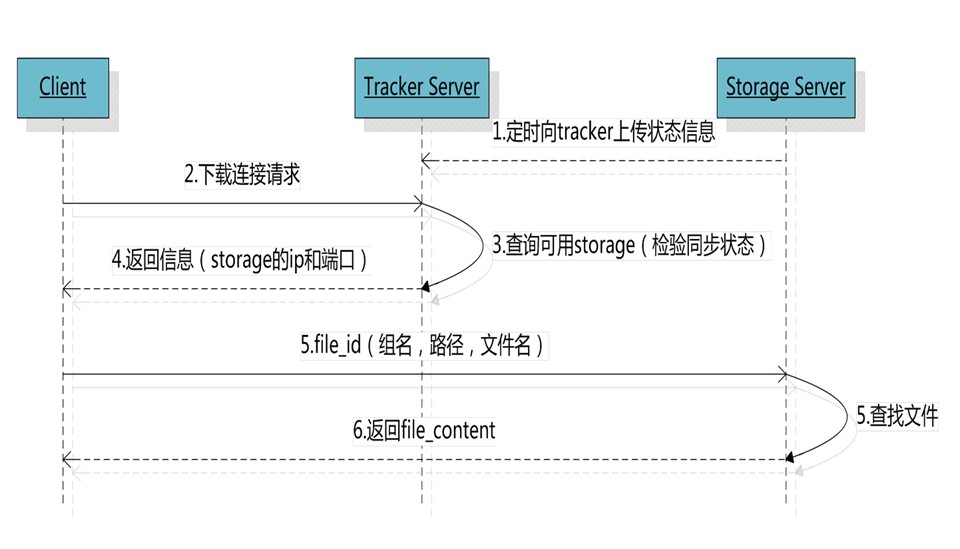 Client
Tracker Server
Storage Server
1.定时向tracker上传状态信息
2.下载连接请求
3.查询可用storage（检验同步状态）
4.返回信息（storage的ip和端口）
5.file_id（组名，路径，文件名）
5.查找文件
6.返回file_content